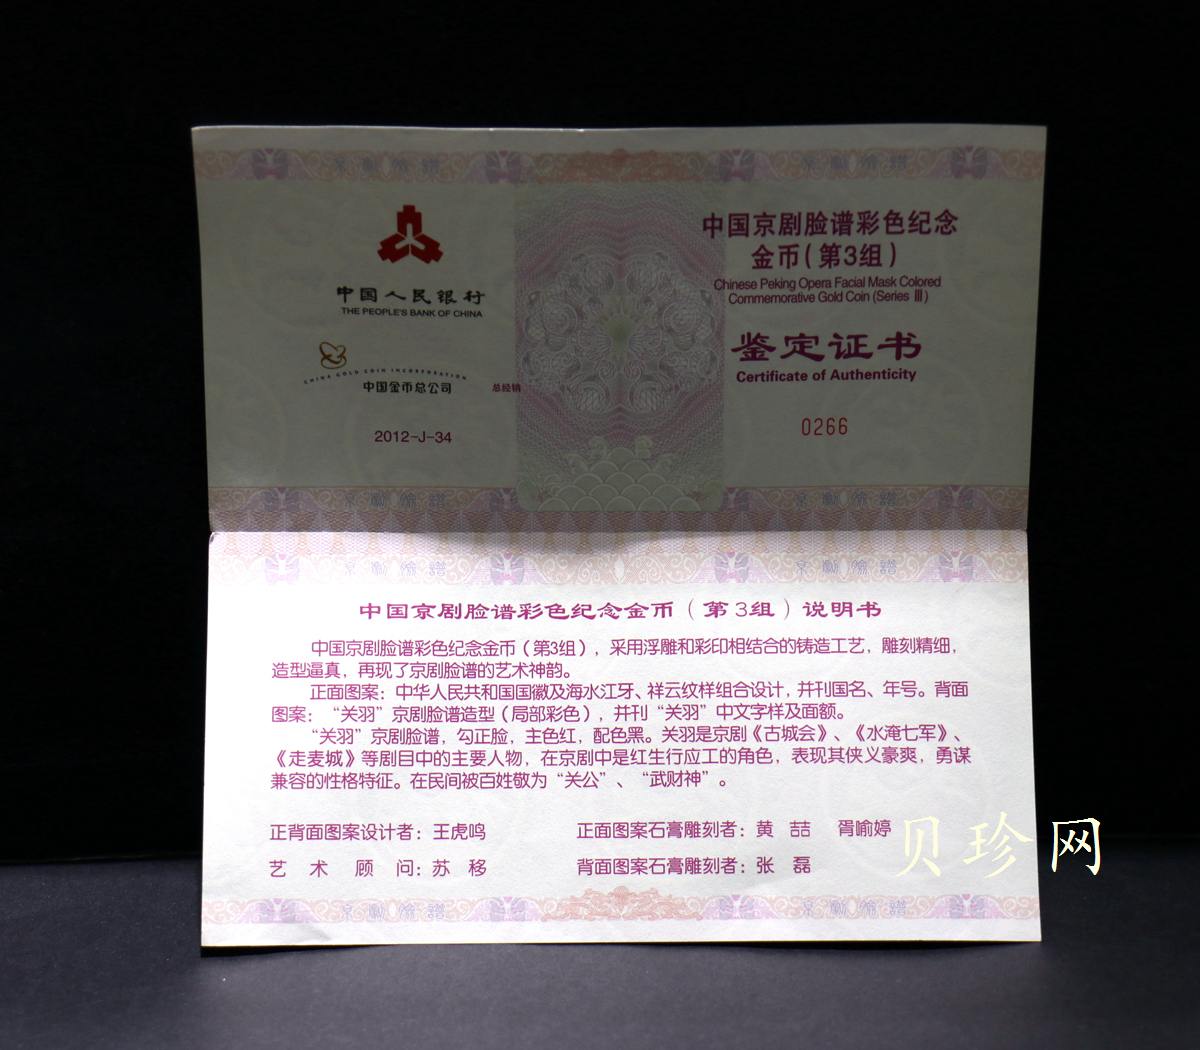 中国人民银行
THE PEOPLE'S BANK OF CHINA
CHINA GOLD COIN INCORPORATION
中国金币总公司 总经销
2012-J-34
中国京剧脸谱彩色纪念
金币(第3组)
Chinese Peking Opera Facial Mask Colored
Commemorative Gold Coin (Series Ⅲ)
鉴定证书
Certificate of Authenticity
0266
中国京剧脸谱彩色纪念金币(第3组)说明书
中国京剧脸谱彩色纪念金币(第3组),采用浮雕和彩印相结合的铸造工艺,雕刻精细,
造型逼真,再现了京剧脸谱的艺术神韵。
正面图案:中华人民共和国国徽及海水江牙、祥云纹样组合设计,并刊国名、年号。背面
图案:“关羽”京剧脸谱造型(局部彩色),并刊“关羽”中文字样及面额。
“关羽”京剧脸谱,勾正脸,主色红,配色黑。关羽是京剧《古城会》、《水淹七军》、
《走麦城》等剧目中的主要人物,在京剧中是红生行应工的角色,表现其侠义豪爽,勇谋
兼容的性格特征。在民间被百姓敬为“关公”、“武财神”。
正背面图案设计者:王虎鸣 正面图案石膏雕刻者:黄 喆 胥喻婷
艺术顾问:苏 移 背面图案石膏雕刻者:张 磊
贝珍网